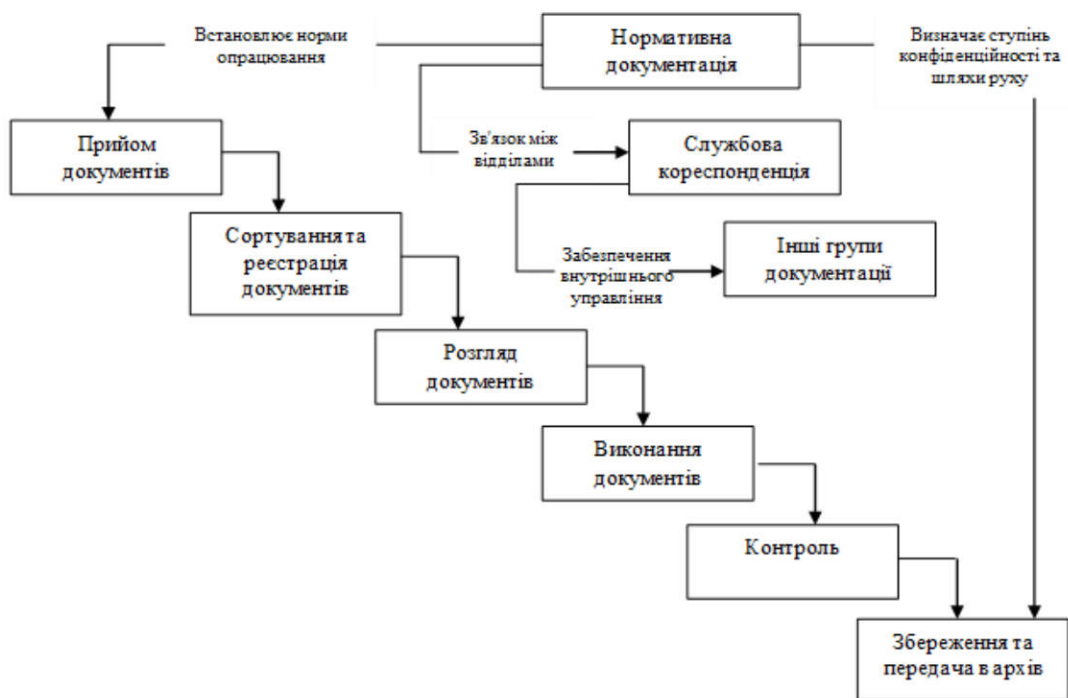 Встановлює норми
опрацювання
Нормативна
документація
Визначає ступінь
конфіденційності та
шляхи руху
Прийом
документів
Зв'язок між
відділами
Службова
кореспонденція
Сортування та
реєстрація
документів
Забезпечення
внутрішнього
управління
Інші групи
документації
Розгляд
документів
Виконання
документів
Контроль
Збереження та
передача в архів